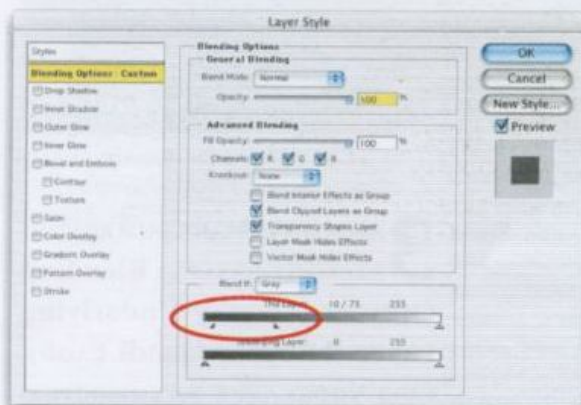 Layer Style
Styles
Blending Options: Custom
Drop Shadow
Inner Shadow
Outer Glow
Inner Glow
Bevel and Emboss
Contour
Texture
Satin
Color Overlay
Gradient Overlay
Pattern Overlay
Stroke
Blending Options
General Blending
Blend Mode: Normal
Opacity: 100 %
Advanced Blending
Fill Opacity: 100 %
Channels: R G B
Knockout: None
Blend Interior Effects as Group
Blend Clipped Layers as Group
Transparency Shapes Layer
Layer Mask Hides Effects
Vector Mask Hides Effects
Blend If: Gray
This Layer: 10 / 75 255
Underlying Layer: 0 255
OK
Cancel
New Style...
Preview